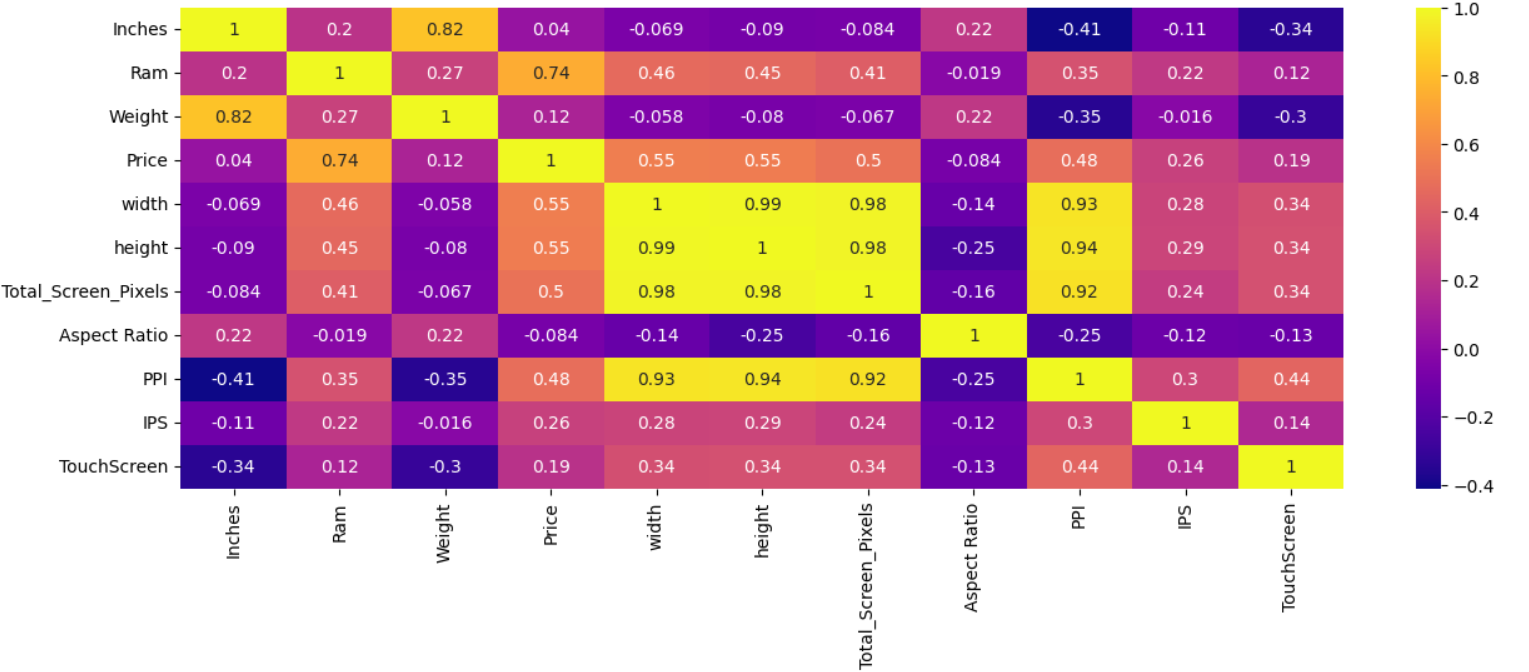 Inches 1 0.2 0.82 0.04 -0.069 -0.09 -0.084 0.22 -0.41 -0.11 -0.34
Ram 0.2 1 0.27 0.74 0.46 0.45 0.41 -0.019 0.35 0.22 0.12
Weight 0.82 0.27 1 0.12 -0.058 -0.08 -0.067 0.22 -0.35 -0.016 -0.3
Price 0.04 0.74 0.12 1 0.55 0.55 0.5 -0.084 0.48 0.26 0.19
width -0.069 0.46 -0.058 0.55 1 0.99 0.98 -0.14 0.93 0.28 0.34
height -0.09 0.45 -0.08 0.55 0.99 1 0.98 -0.25 0.94 0.29 0.34
Total_Screen_Pixels -0.084 0.41 -0.067 0.5 0.98 0.98 1 -0.16 0.92 0.24 0.34
Aspect Ratio 0.22 -0.019 0.22 -0.084 -0.14 -0.25 -0.16 1 -0.25 -0.12 -0.13
PPI -0.41 0.35 -0.35 0.48 0.93 0.94 0.92 -0.25 1 0.3 0.44
IPS -0.11 0.22 -0.016 0.26 0.28 0.29 0.24 -0.12 0.3 1 0.14
TouchScreen -0.34 0.12 -0.3 0.19 0.34 0.34 0.34 -0.13 0.44 0.14 1
Inches
Ram
Weight
Price
width
height
Total_Screen_Pixels
Aspect Ratio
PPI
IPS
TouchScreen
1.0
0.8
0.6
0.4
0.2
0.0
−0.2
−0.4